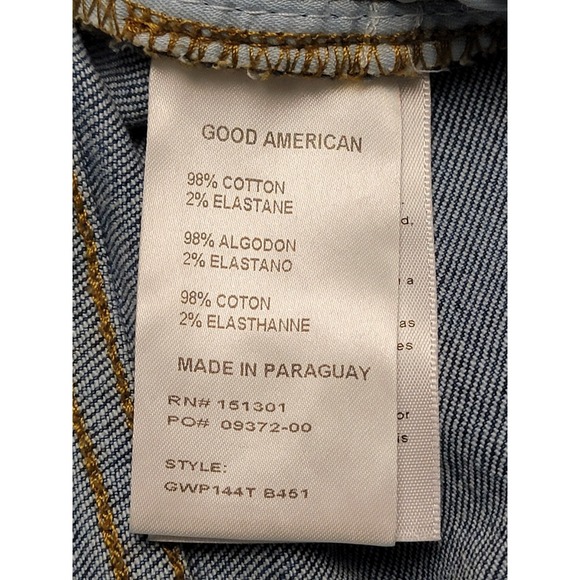 GOOD AMERICAN
98% COTTON
2% ELASTANE
98% ALGODON
2% ELASTANO
98% COTON
2% ELASTHANNE
MADE IN PARAGUAY
RN# 151301
PO# 09372-00
STYLE:
GWP144T B451